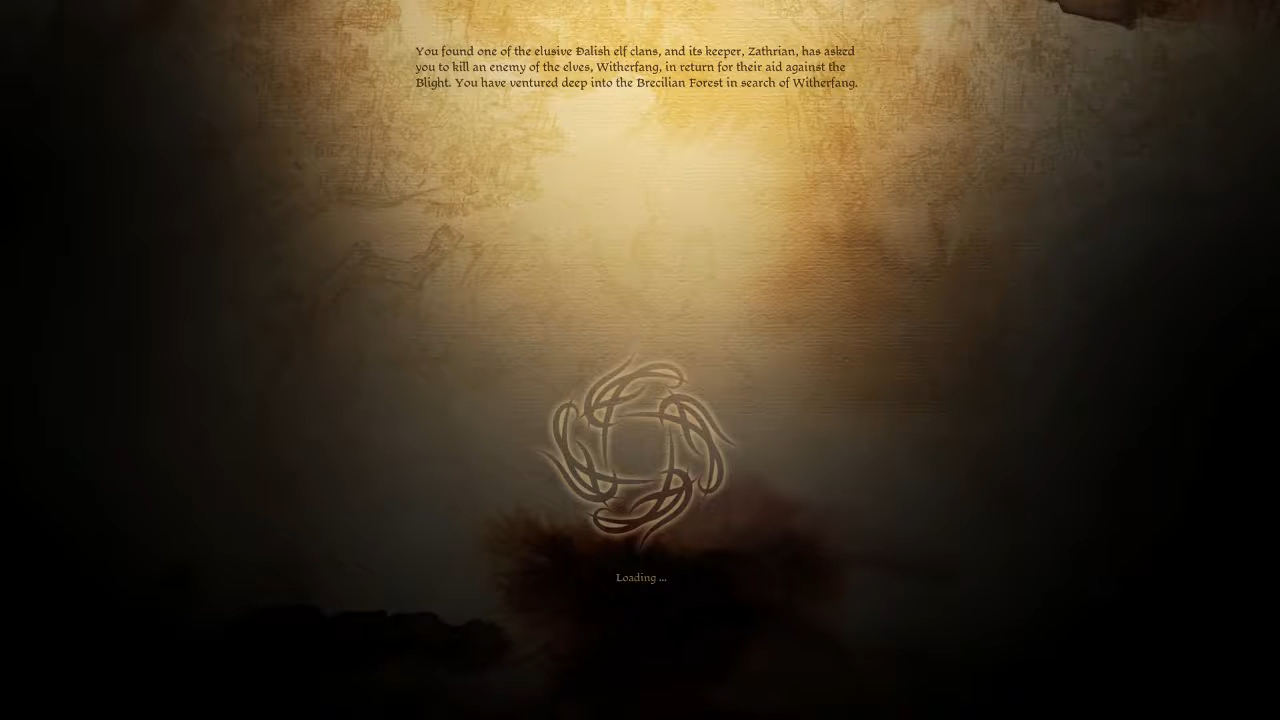 You found one of the elusive Dalish elf clans, and its keeper, Zathrian, has asked
you to kill an enemy of the elves, Witherfang, in return for their aid against the
Blight. You have ventured deep into the Brecilian Forest in search of Witherfang.
Loading ...